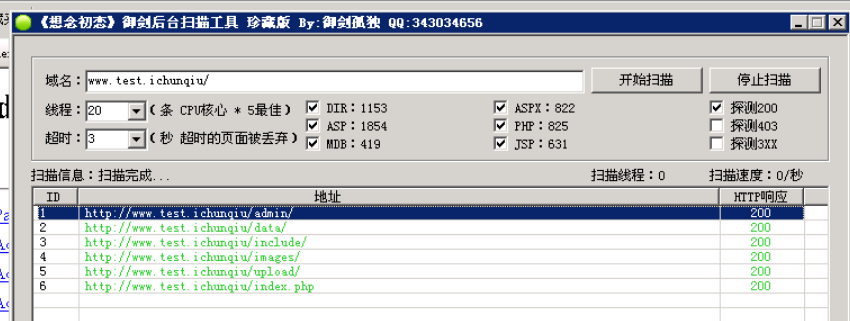 《想念初态》御剑后台扫描工具 珍藏版 By:御剑孤独 QQ:343034656
域名： www.test.ichunqiu/ 开始扫描 停止扫描
线程： 20 （条 CPU核心 * 5最佳） DIR：1153 ASPX：822 探测200
ASP：1854 PHP：825 探测403
超时： 3 （秒 超时的页面被丢弃） MDB：419 JSP：631 探测3XX
扫描信息：扫描完成... 扫描线程：0 扫描速度：0/秒
ID 地址 HTTP响应
1 http://www.test.ichunqiu/admin/ 200
2 http://www.test.ichunqiu/data/ 200
3 http://www.test.ichunqiu/include/ 200
4 http://www.test.ichunqiu/images/ 200
5 http://www.test.ichunqiu/upload/ 200
6 http://www.test.ichunqiu/index.php 200